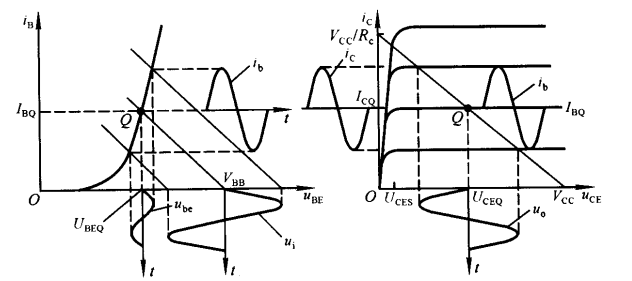 i_B
i_b
I_BQ
Q
t
O
V_BB
u_BE
U_BEQ
u_be
u_i
t
t
i_C
V_CC/R_c
i_c
i_b
I_CQ
Q
I_BQ
t
O
U_CES
U_CEQ
V_CC
u_CE
u_o
t